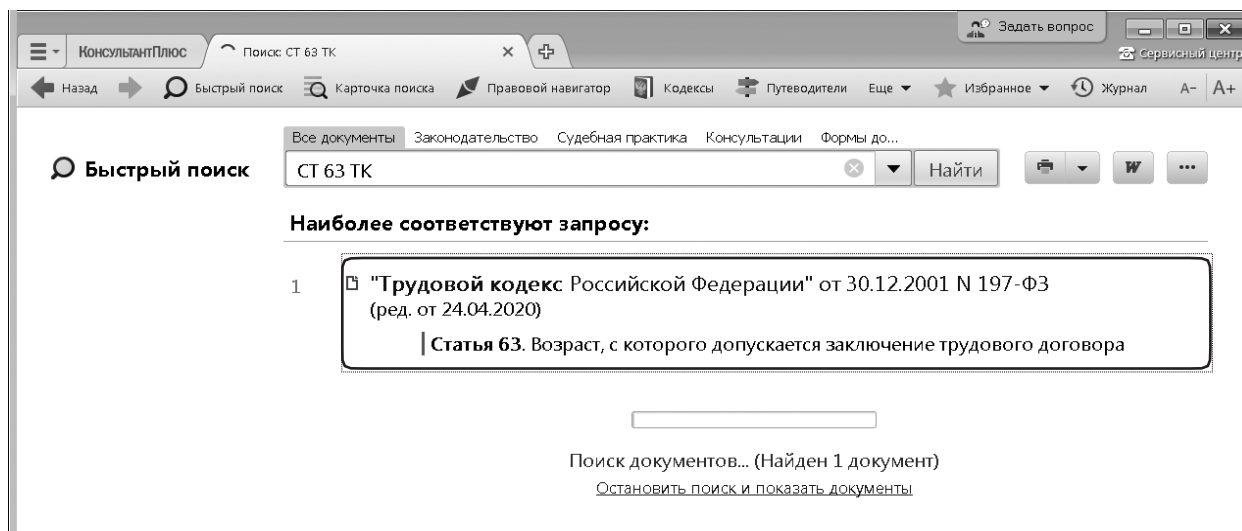 Задать вопрос
КонсультантПлюс Поиск: СТ 63 ТК
Сервисный центр
Назад Быстрый поиск Карточка поиска Правовой навигатор Кодексы Путеводители Еще Избранное Журнал А- А+
Все документы Законодательство Судебная практика Консультации Формы до...
Быстрый поиск СТ 63 ТК Найти W ...
Наиболее соответствуют запросу:
1 "Трудовой кодекс Российской Федерации" от 30.12.2001 N 197-ФЗ
(ред. от 24.04.2020)
Статья 63. Возраст, с которого допускается заключение трудового договора
Поиск документов... (Найден 1 документ)
Остановить поиск и показать документы